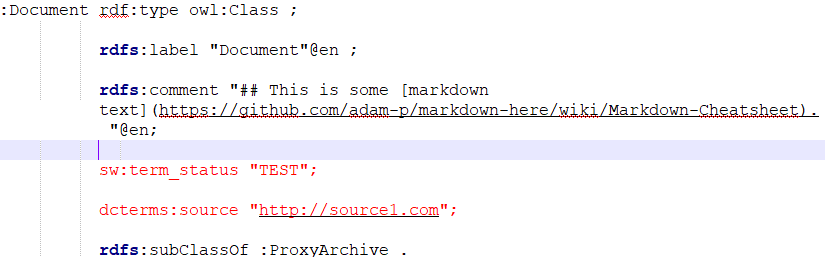 :Document rdf:type owl:Class ;
rdfs:label "Document"@en ;
rdfs:comment "## This is some [markdown
text](https://github.com/adam-p/markdown-here/wiki/Markdown-Cheatsheet).
"@en;
sw:term_status "TEST";
dcterms:source "http://source1.com";
rdfs:subClassOf :ProxyArchive .